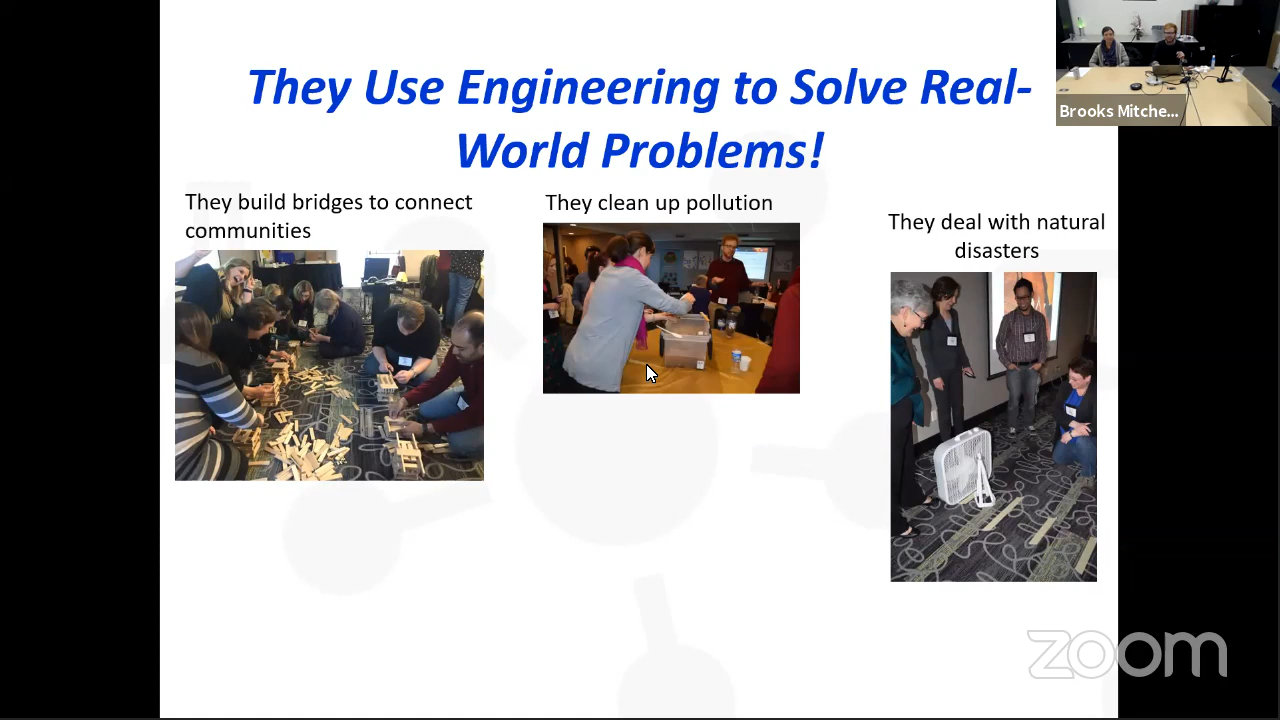 They Use Engineering to Solve Real-
World Problems!
Brooks Mitche...
They build bridges to connect
communities
They clean up pollution
They deal with natural
disasters
zoom